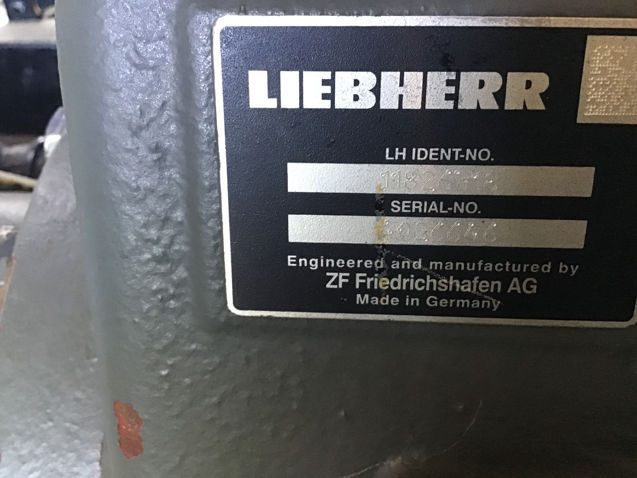 LIEBHERR
LH IDENT-NO.
SERIAL-NO.
Engineered and manufactured by
ZF Friedrichshafen AG
Made in Germany